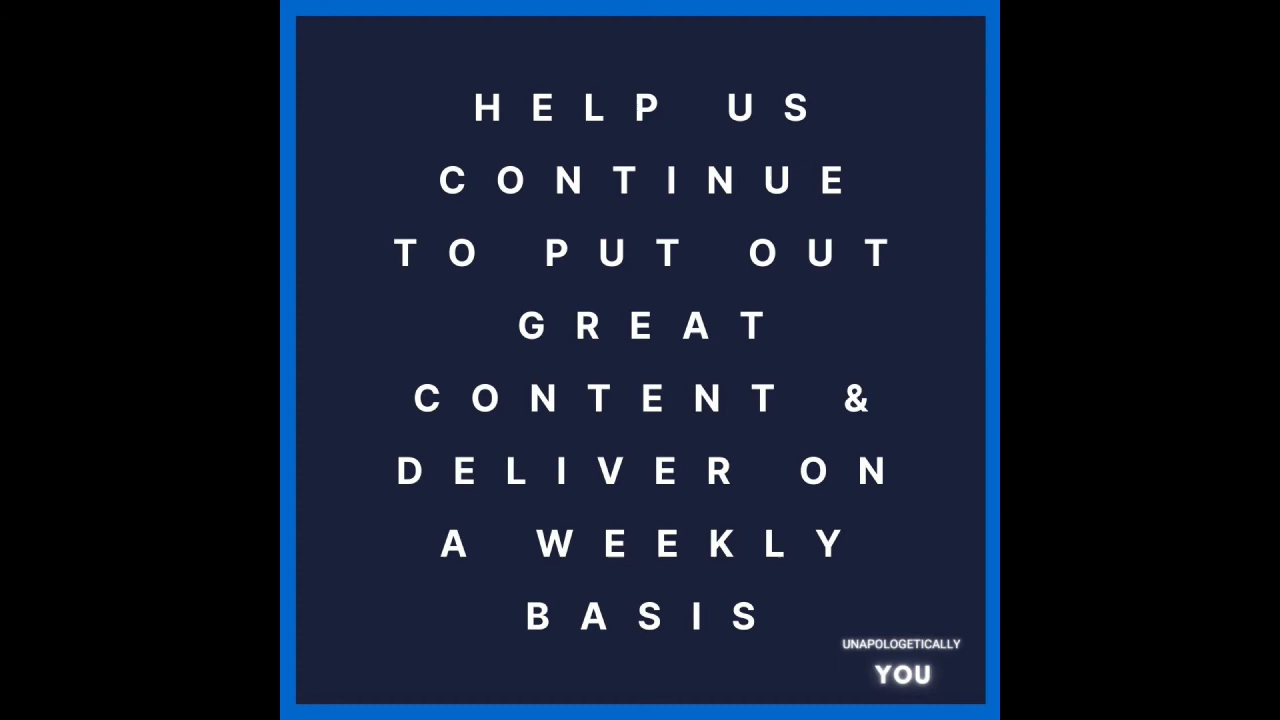 HELP US
CONTINUE
TO PUT OUT
GREAT
CONTENT &
DELIVER ON
A WEEKLY
BASIS
UNAPOLOGETICALLY
YOU